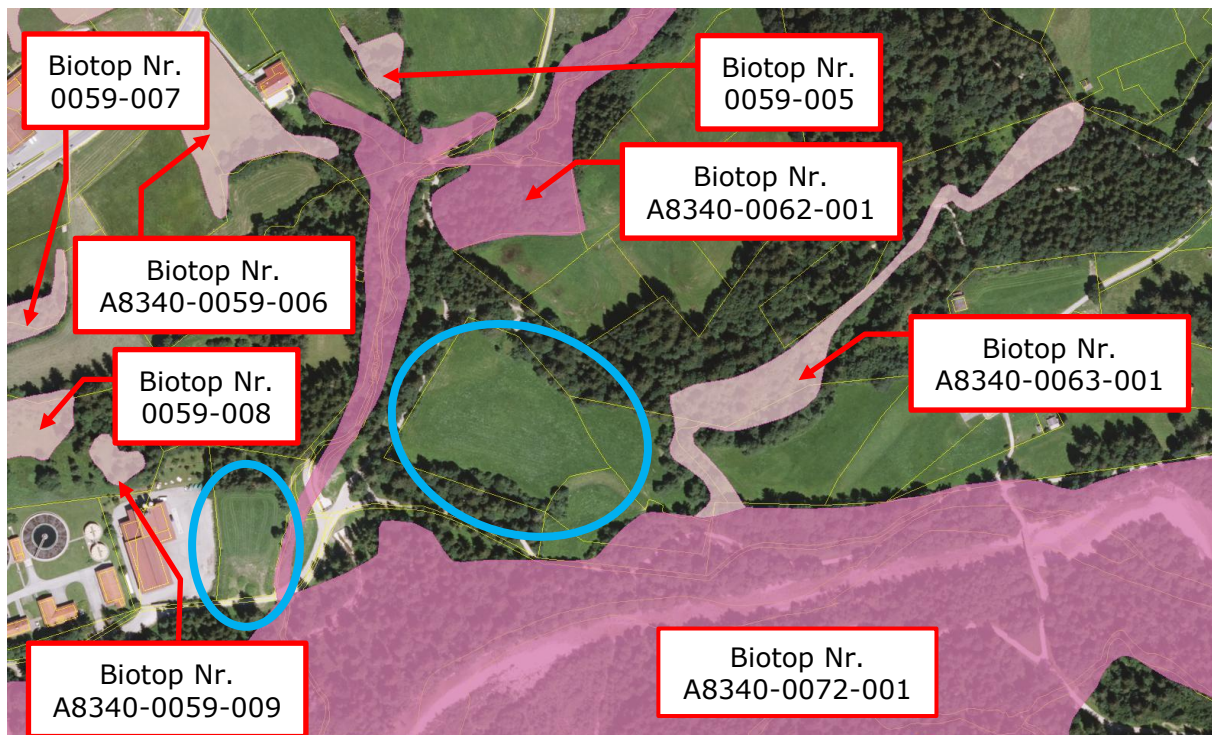 Biotop Nr.
0059-007
Biotop Nr.
0059-005
Biotop Nr.
A8340-0062-001
Biotop Nr.
A8340-0059-006
Biotop Nr.
A8340-0063-001
Biotop Nr.
0059-008
Biotop Nr.
A8340-0059-009
Biotop Nr.
A8340-0072-001